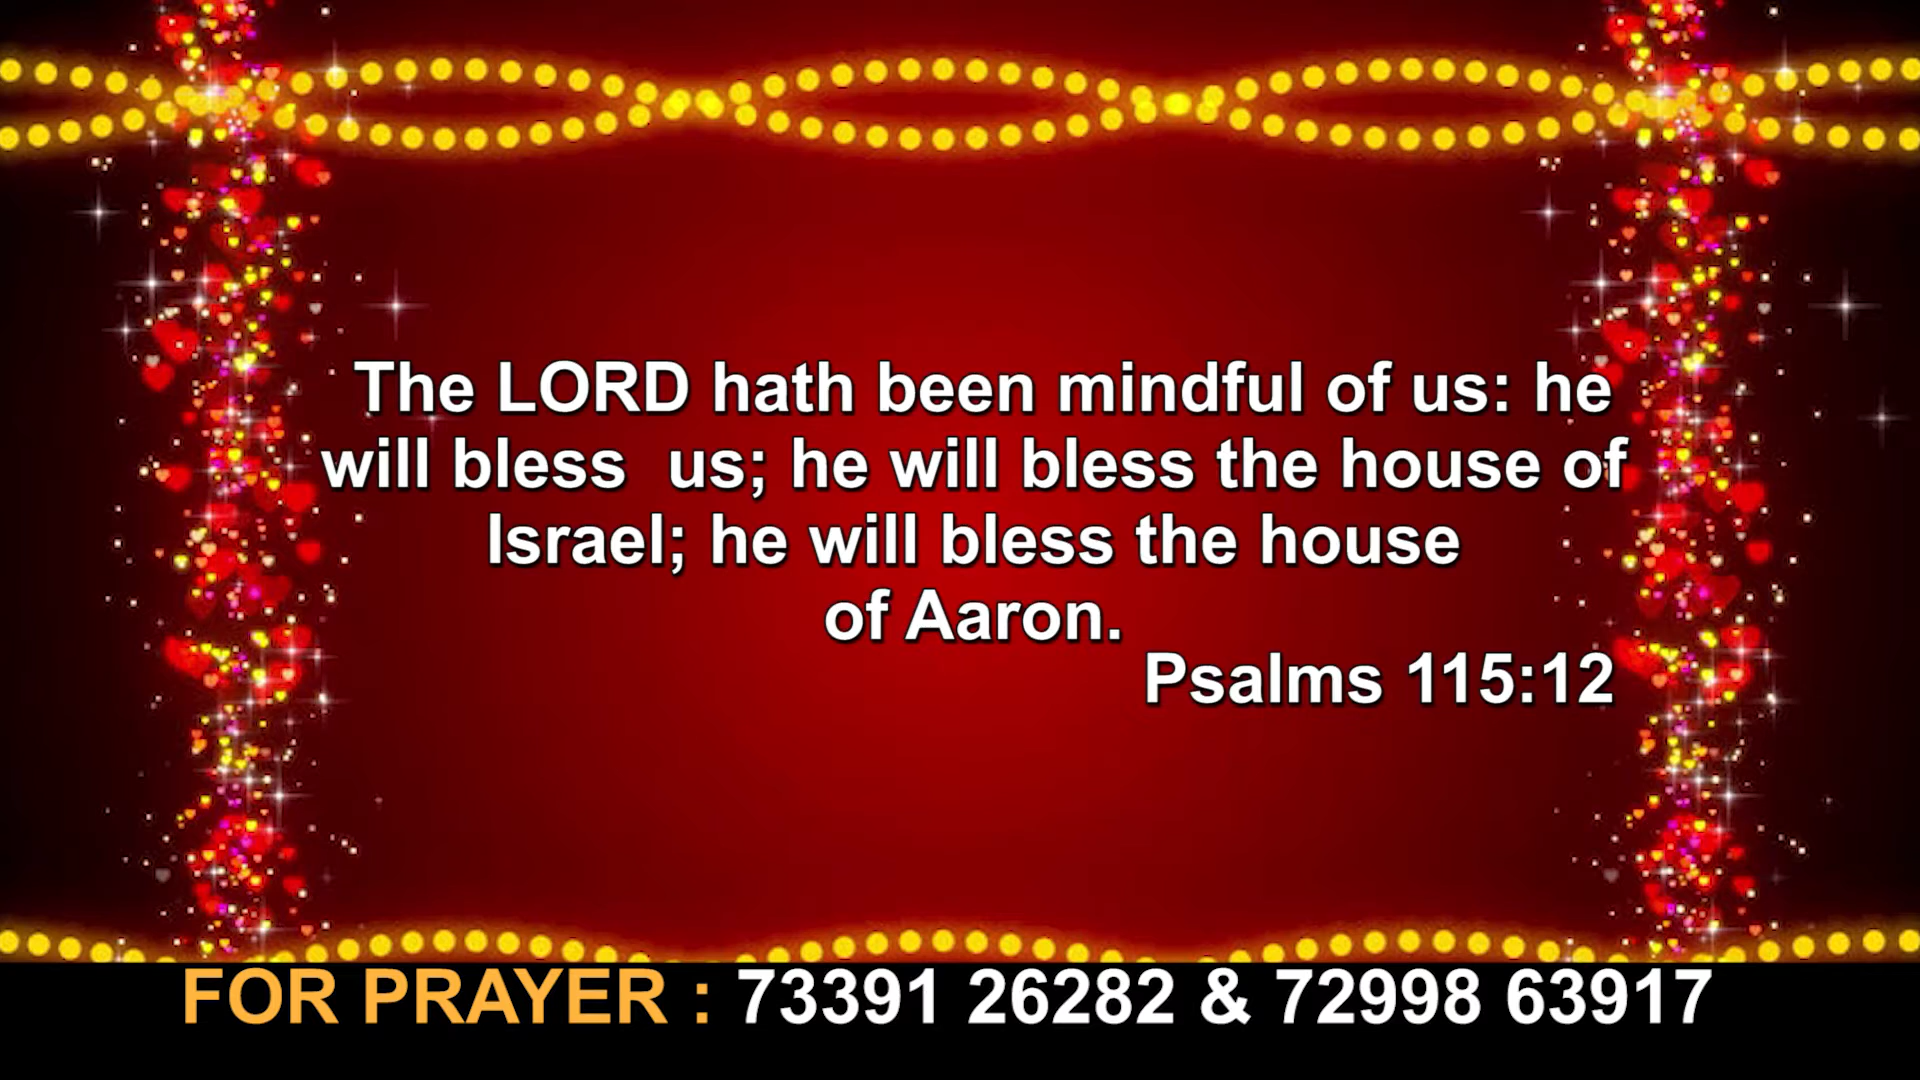 The LORD hath been mindful of us: he
will bless  us; he will bless the house of
Israel; he will bless the house
of Aaron.
Psalms 115:12
FOR PRAYER : 73391 26282 & 72998 63917